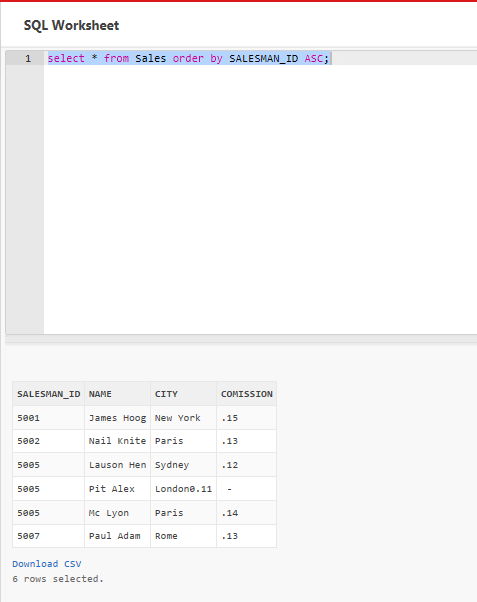 SQL Worksheet
1 select * from Sales order by SALESMAN_ID ASC;
SALESMAN_ID NAME CITY COMISSION
5001 James Hoog New York .15
5002 Nail Knite Paris .13
5005 Lauson Hen Sydney .12
5005 Pit Alex London0.11 -
5005 Mc Lyon Paris .14
5007 Paul Adam Rome .13
Download CSV
6 rows selected.